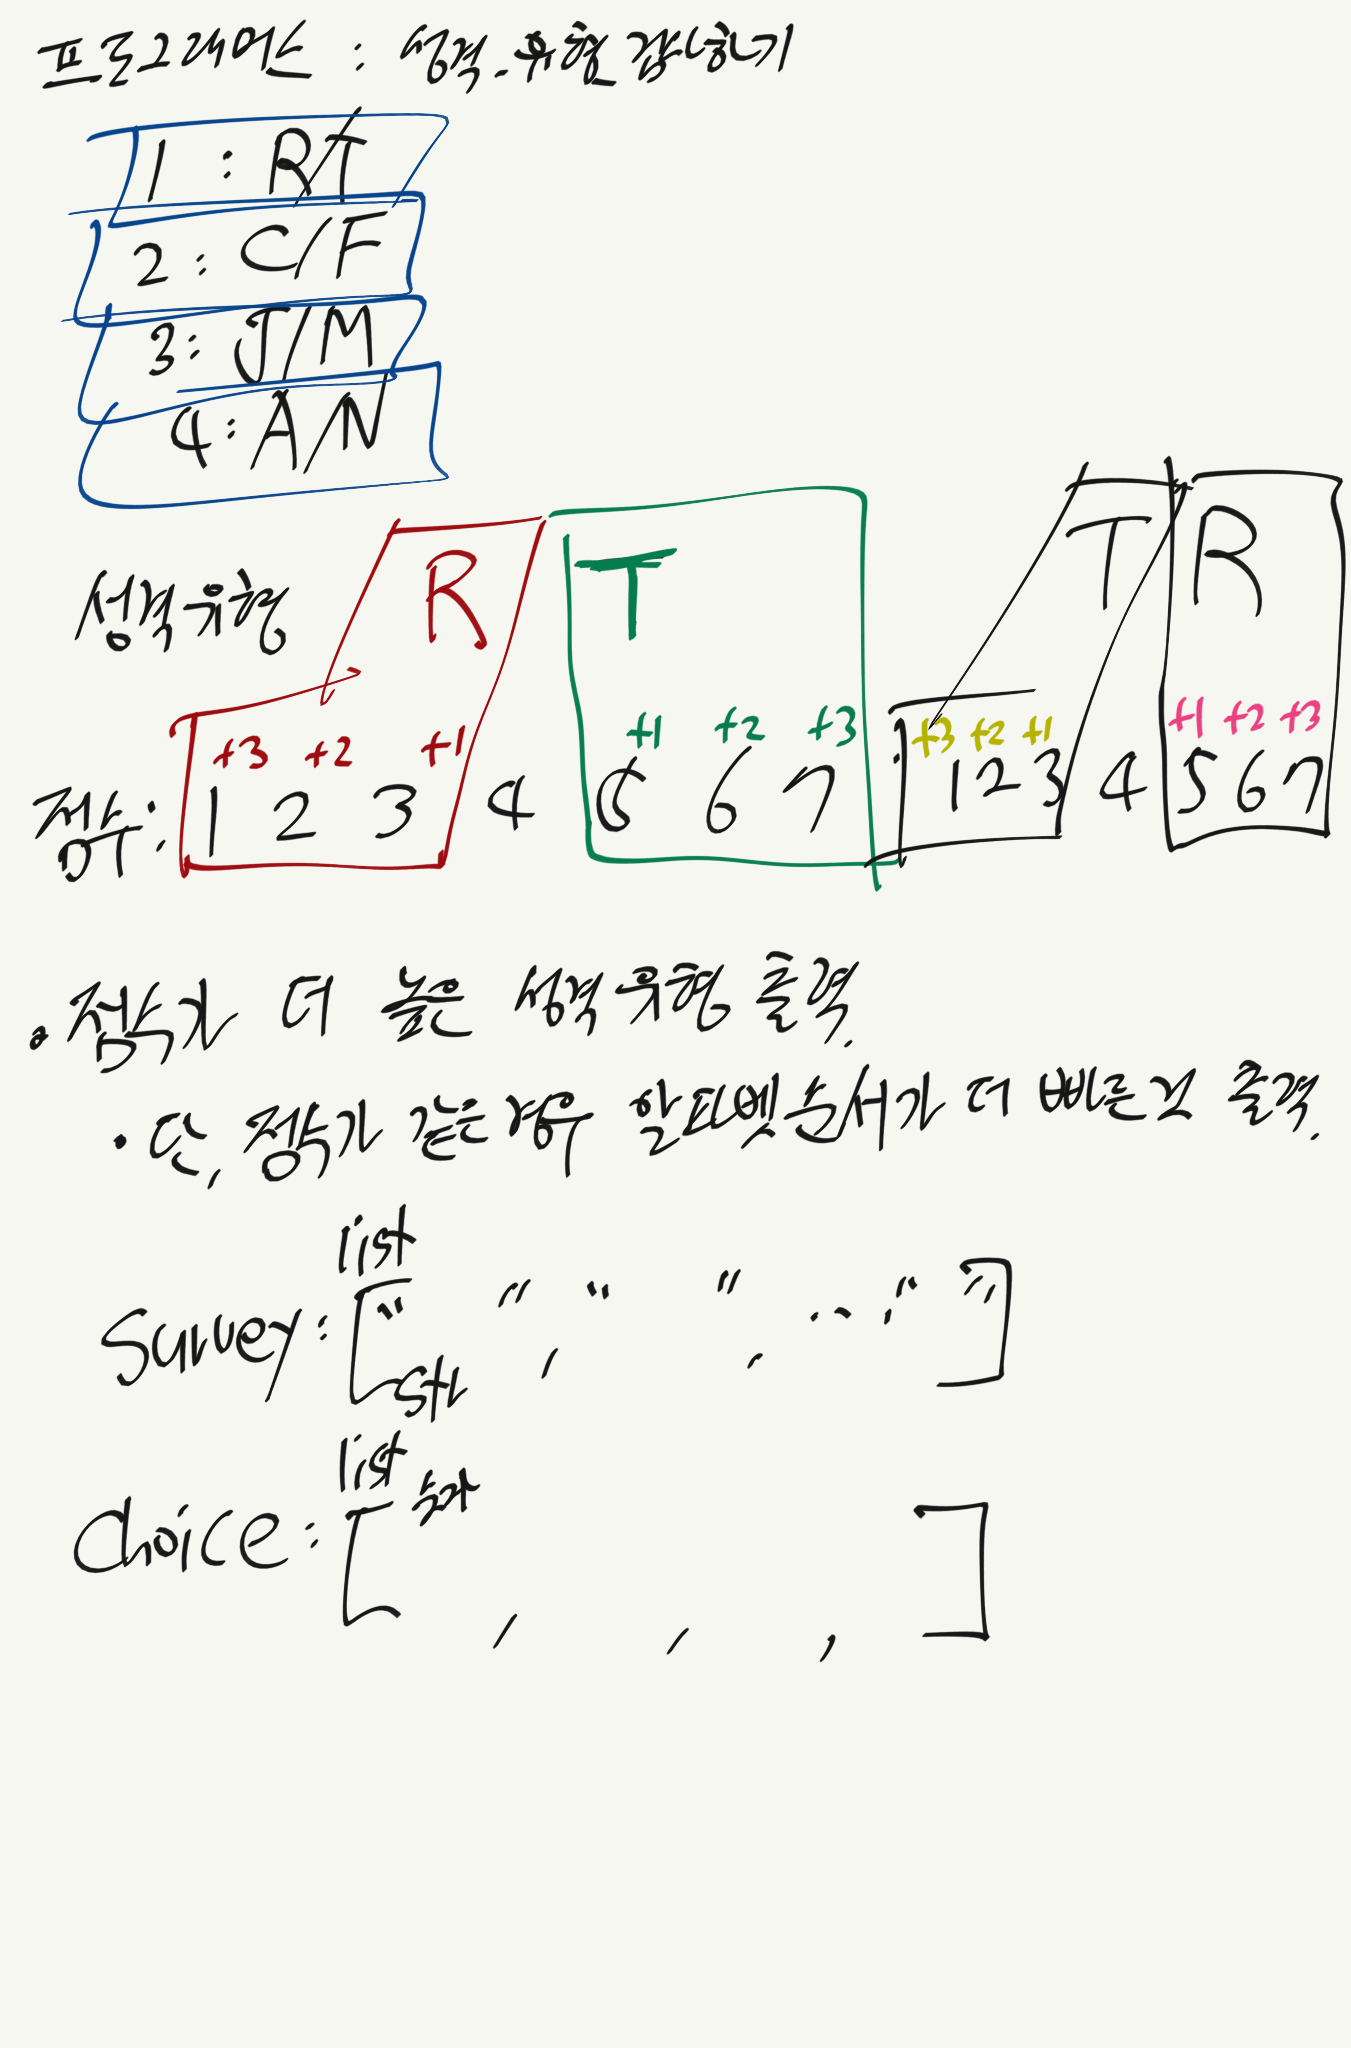 프로그래머스 : 성격 유형 검사하기
1 : R/T
2 : C/F
3 : J/M
4 : A/N
성격유형 R T T R
+3 +2 +1 +1 +2 +3 +3 +2 +1 +1 +2 +3
점수 : 1 2 3 4 5 6 7 1 2 3 4 5 6 7
• 점수가 더 높은 성격유형 출력.
• 단, 점수가 같은 경우 알파벳순서가 더 빠른 것 출력.
list
Survey : [" ", " ", ... , " "]
str
list
숫자
Choice : [ , , , ]